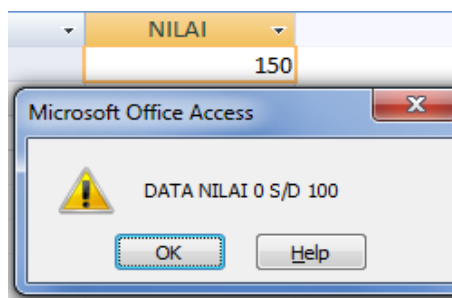 NILAI
150
Microsoft Office Access
DATA NILAI 0 S/D 100
OK Help